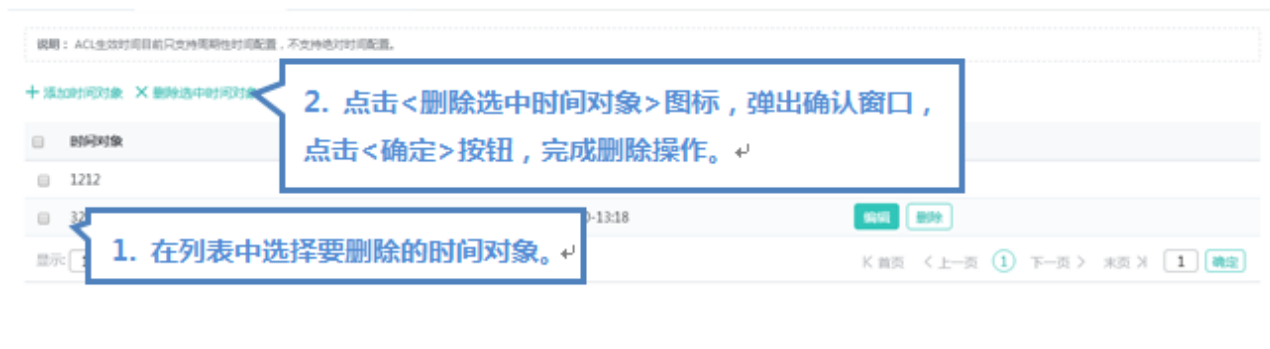 说明： ACL生效时间目前只支持周期性时间配置，不支持绝对时间配置。
+ 添加时间对象 × 删除选中时间对象
2. 点击<删除选中时间对象>图标，弹出确认窗口，
点击<确定>按钮，完成删除操作。↵
时间对象
1212
32
-13:18 编辑 删除
1. 在列表中选择要删除的时间对象。↵
显示: K 首页 < 上一页 1 下一页 > 末页 1 确定